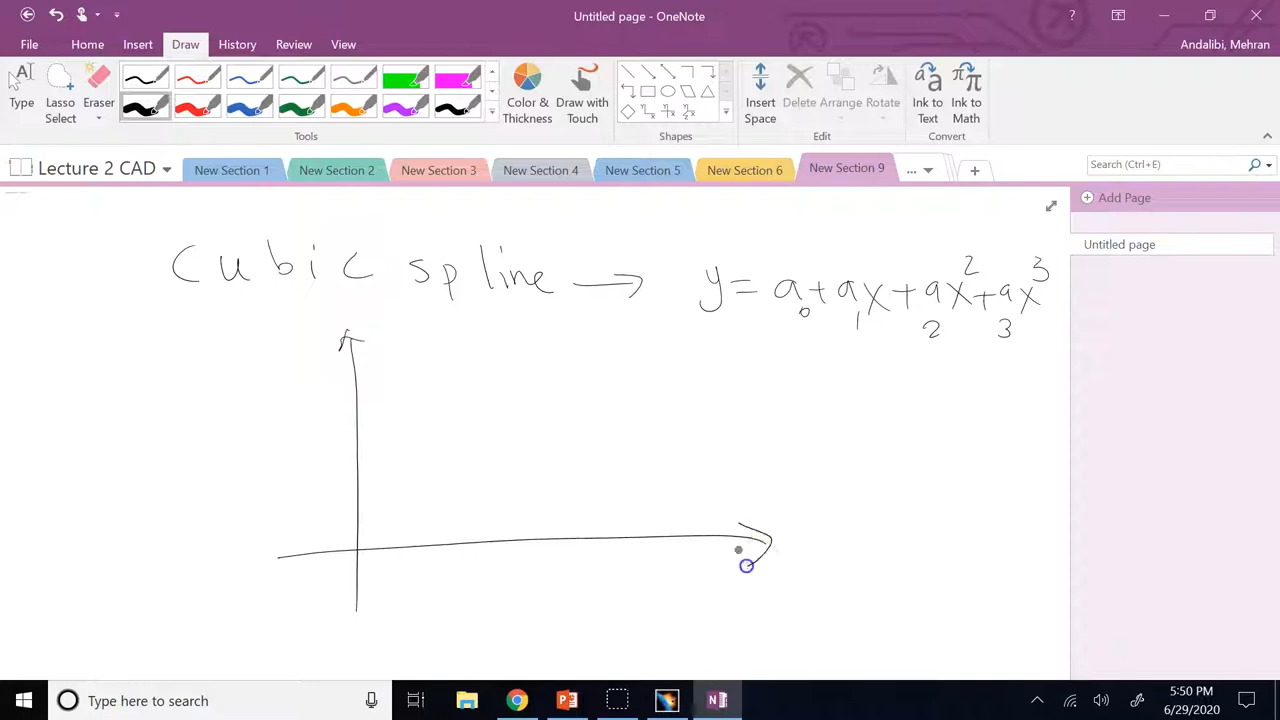 Untitled page - OneNote
?
Andalibi, Mehran
File Home Insert Draw History Review View
Type
Lasso Select
Eraser
Color & Thickness
Draw with Touch
Insert Space
Delete Arrange Rotate
Ink to Text
Ink to Math
Tools Shapes Edit Convert
Lecture 2 CAD
New Section 1 New Section 2 New Section 3 New Section 4 New Section 5 New Section 6 New Section 9 ...
Search (Ctrl+E)
Add Page
Untitled page
Cubic spline → y = a₀ + a₁x + a₂x² + a₃x³
Type here to search
5:50 PM
6/29/2020